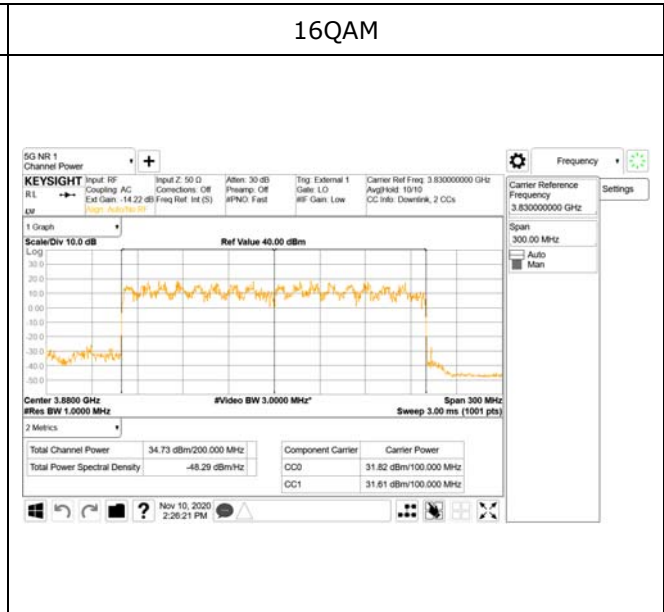 16QAM
5G NR 1
Channel Power
+
Frequency
KEYSIGHT
RL
Input: RF
Coupling: AC
Ext Gain: -14.22 dB
Align: Auto/No RF
Input Z: 50 Ω
Corrections: Off
Freq Ref: Int (S)
Atten: 30 dB
Preamp: Off
#PNO: Fast
Trig: External 1
Gate: LO
#IF Gain: Low
Carrier Ref Freq: 3.830000000 GHz
Avg|Hold: 10/10
CC Info: Downlink, 2 CCs
Carrier Reference
Frequency
3.830000000 GHz
Settings
Span
300.00 MHz
Auto
Man
1 Graph
Scale/Div 10.0 dB
Ref Value 40.00 dBm
Log
30.0
20.0
10.0
0.00
-10.0
-20.0
-30.0
-40.0
-50.0
Center 3.8800 GHz
#Video BW 3.0000 MHz*
Span 300 MHz
#Res BW 1.0000 MHz
Sweep 3.00 ms (1001 pts)
2 Metrics
Total Channel Power 34.73 dBm/200.000 MHz
Total Power Spectral Density -48.29 dBm/Hz
Component Carrier Carrier Power
CC0 31.82 dBm/100.000 MHz
CC1 31.61 dBm/100.000 MHz
?
Nov 10, 2020
2:26:21 PM